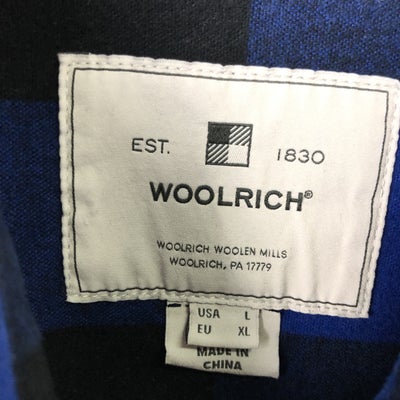 EST. 1830
WOOLRICH®
WOOLRICH WOOLEN MILLS
WOOLRICH, PA 17779
USA L
EU XL
MADE IN
CHINA